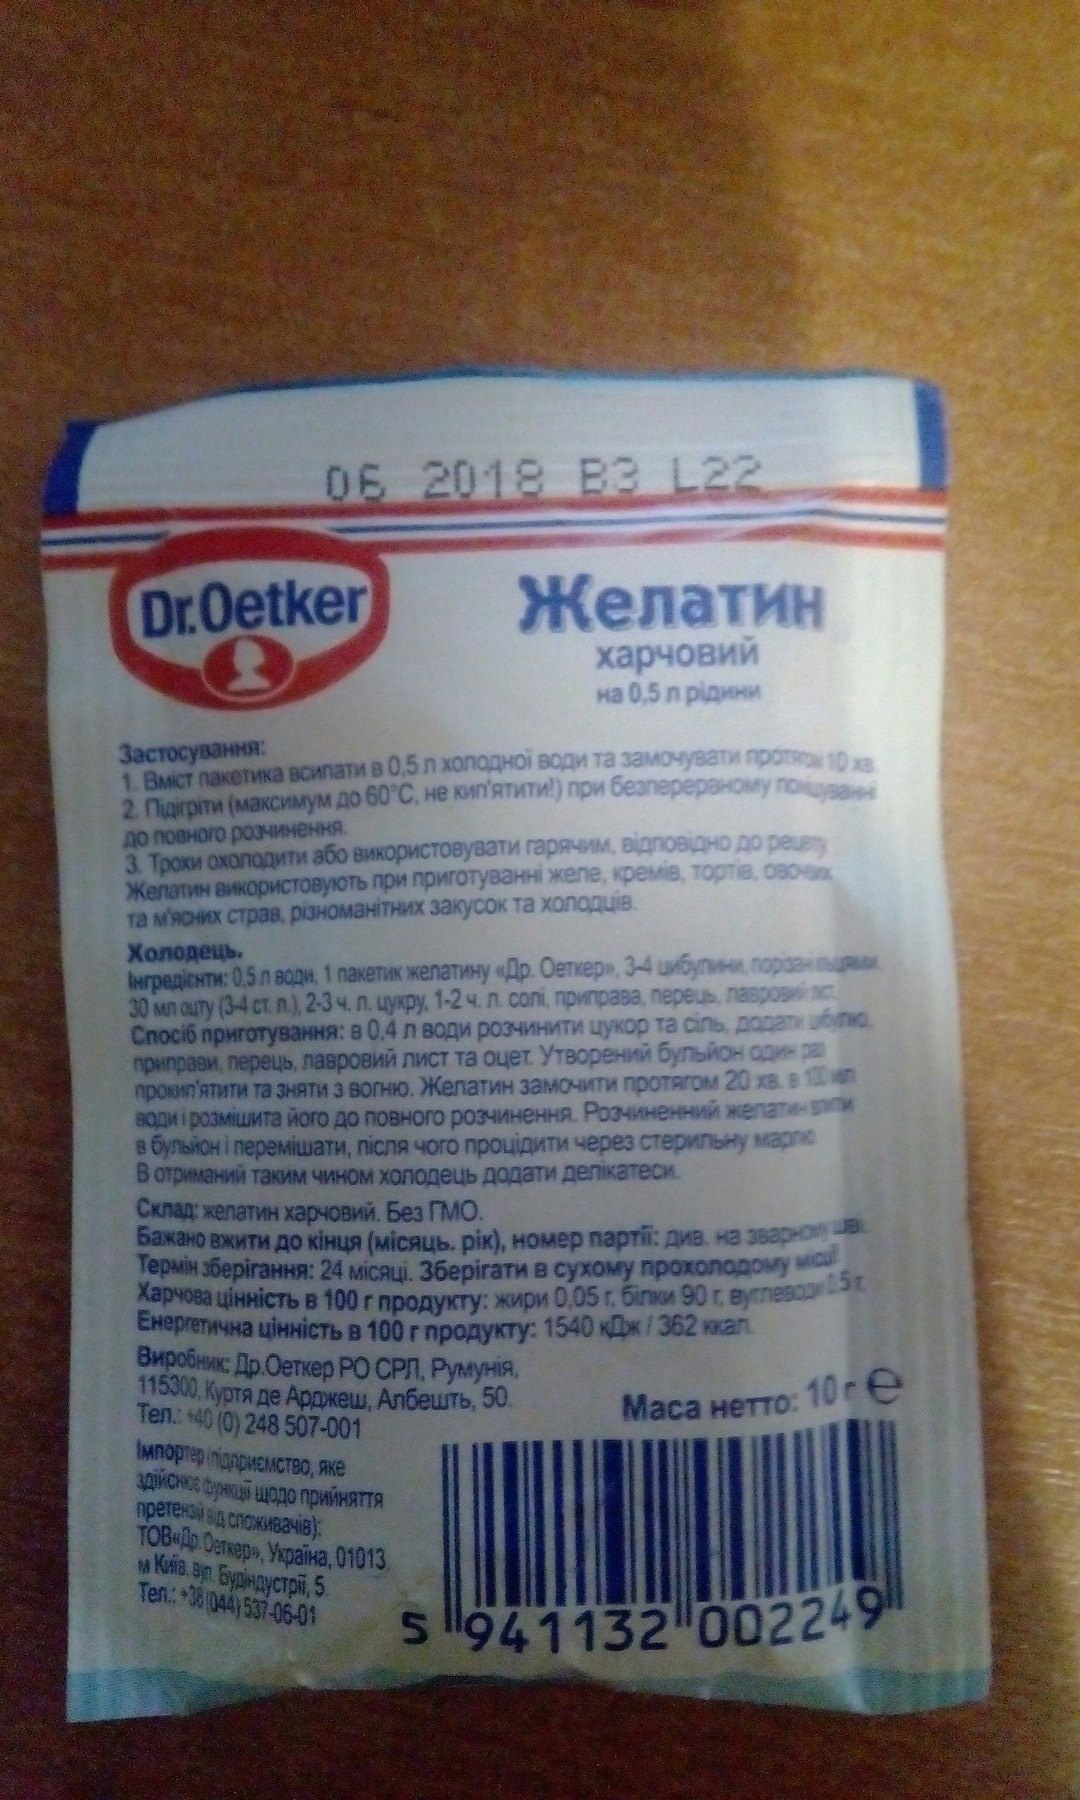 06 2018 B3 L22
Dr.Oetker
Желатин
харчовий
на 0,5 л рідини
Застосування:
1. Вміст пакетика всипати в 0,5 л холодної води та замочувати протягом 10 хв.
2. Підігріти (максимум до 60°С, не кип'ятити!) при безперервному помішуванні
до повного розчинення.
3. Трохи охолодити або використовувати гарячим, відповідно до рецепту.
Желатин використовують при приготуванні желе, кремів, тортів, овочевих
та м'ясних страв, різноманітних закусок та холодців.
Холодець.
Інгредієнти: 0,5 л води, 1 пакетик желатину «Др. Оеткер», 3-4 цибулини,
30 мл оцту (3-4 ст. л.), 2-3 ч. л. цукру, 1-2 ч. л. солі, приправа, перець, лавровий лист.
Спосіб приготування: в 0,4 л води розчинити цукор та сіль, додати цибулю,
приправи, перець, лавровий лист та оцет. Утворений бульйон один раз
прокип'ятити та зняти з вогню. Желатин замочити протягом 20 хв. в 100 мл
води і розмішита його до повного розчинення. Розчинений желатин влити
в бульйон і перемішати, після чого процідити через стерильну марлю.
В отриманий таким чином холодець додати делікатеси.
Склад: желатин харчовий. Без ГМО.
Бажано вжити до кінця (місяць. рік), номер партії: див. на зварному шві.
Термін зберігання: 24 місяці. Зберігати в сухому прохолодному місці!
Харчова цінність в 100 г продукту: жири 0,05 г, білки 90 г, вуглеводи 0,5 г.
Енергетична цінність в 100 г продукту: 1540 кДж / 362 ккал.
Виробник: Др.Оеткер РО СРЛ, Румунія,
115300, Куртя де Арджеш, Албешть, 50.
Тел.: +40 (0) 248 507-001
Маса нетто: 10 г ℮
Імпортер (підприємство, яке
здійснює функції щодо прийняття
претензій від споживачів):
ТОВ«Др. Оеткер», Україна, 01013,
м Київ, вул. Будіндустрії, 5.
Тел.: +38 (044) 537-06-01
5 941132 002249